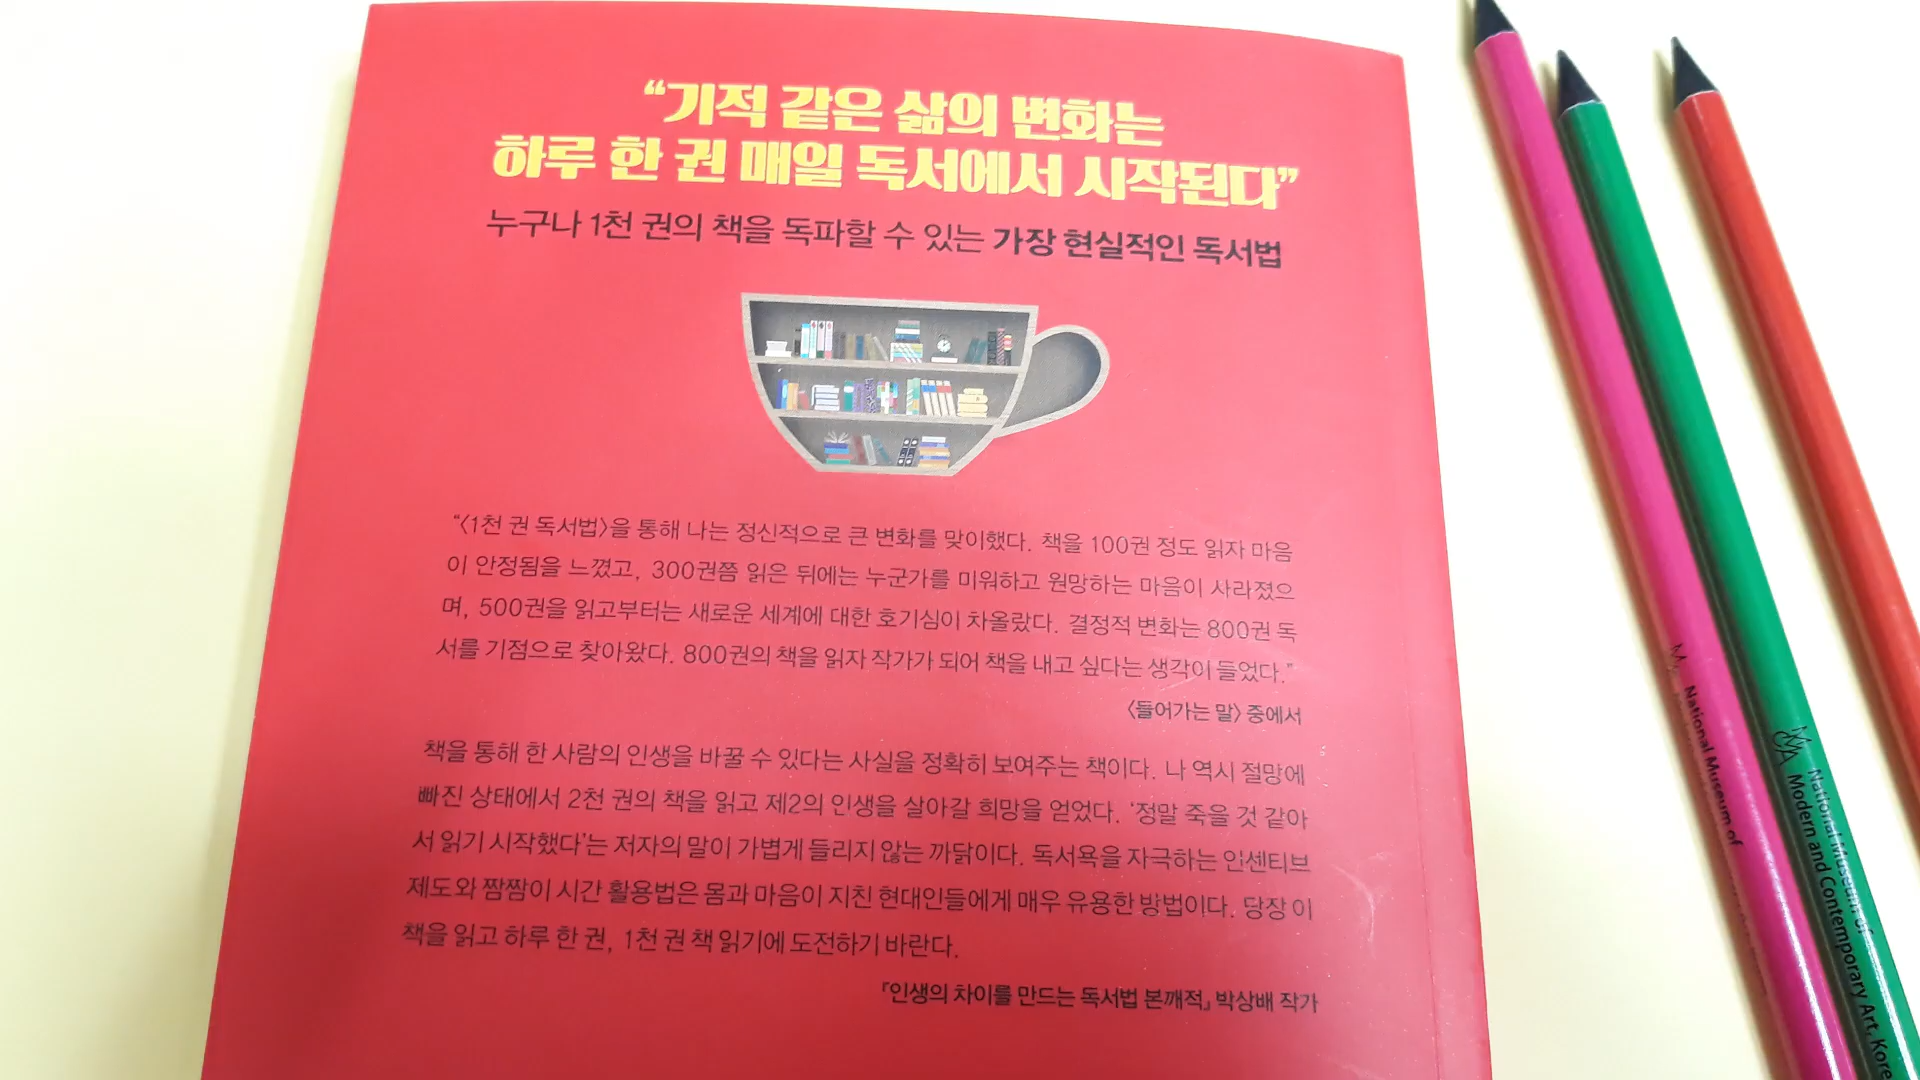 “기적 같은 삶의 변화는
하루 한 권 매일 독서에서 시작된다”
누구나 1천 권의 책을 독파할 수 있는 가장 현실적인 독서법
“〈1천 권 독서법〉을 통해 나는 정신적으로 큰 변화를 맞이했다. 책을 100권 정도 읽자 마음
이 안정됨을 느꼈고, 300권쯤 읽은 뒤에는 누군가를 미워하고 원망하는 마음이 사라졌으
며, 500권을 읽고부터는 새로운 세계에 대한 호기심이 차올랐다. 결정적 변화는 800권 독
서를 기점으로 찾아왔다. 800권의 책을 읽자 작가가 되어 책을 내고 싶다는 생각이 들었다.”
〈들어가는 말〉 중에서
책을 통해 한 사람의 인생을 바꿀 수 있다는 사실을 정확히 보여주는 책이다. 나 역시 절망에
빠진 상태에서 2천 권의 책을 읽고 제2의 인생을 살아갈 희망을 얻었다. ‘정말 죽을 것 같아
서 읽기 시작했다’는 저자의 말이 가볍게 들리지 않는 까닭이다. 독서욕을 자극하는 인센티브
제도와 짬짬이 시간 활용법은 몸과 마음이 지친 현대인들에게 매우 유용한 방법이다. 당장 이
책을 읽고 하루 한 권, 1천 권 책 읽기에 도전하기 바란다.
『인생의 차이를 만드는 독서법 본깨적』 박상배 작가
National Museum of
National Museum of
Modern and Contemporary Art, Kore